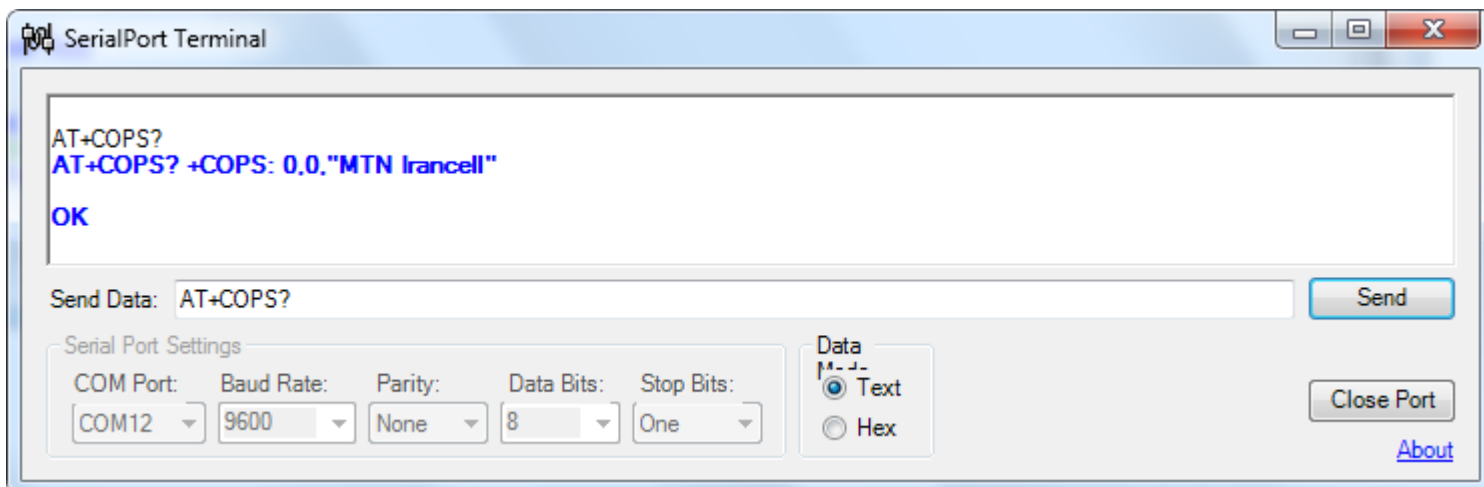 SerialPort Terminal
AT+COPS?
AT+COPS? +COPS: 0,0,"MTN Irancell"
OK
Send Data: AT+COPS? Send
Serial Port Settings
COM Port: Baud Rate: Parity: Data Bits: Stop Bits:
COM12 9600 None 8 One
Data
Text
Hex
Close Port
About